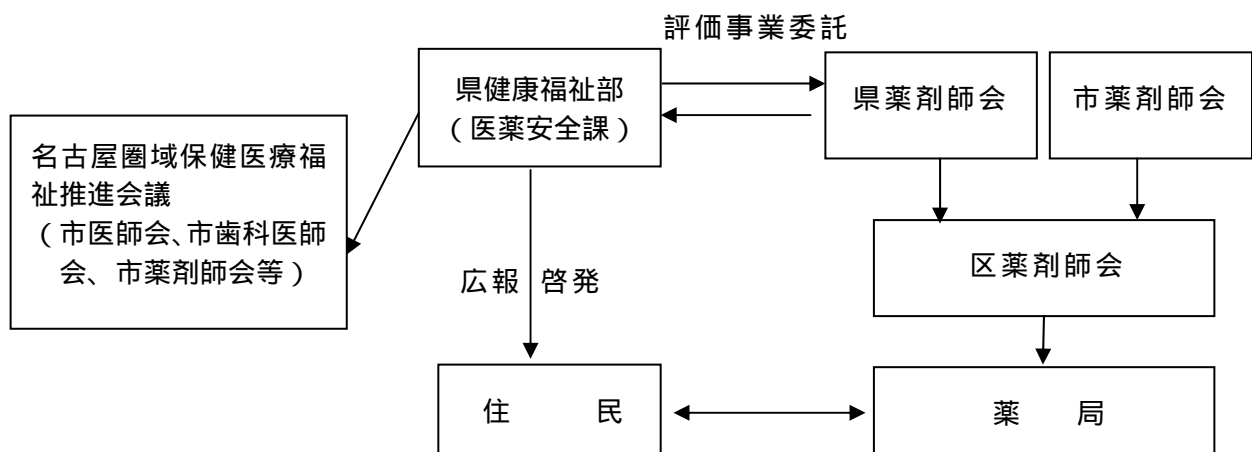 評価事業委託
県健康福祉部
（医薬安全課）
県薬剤師会
市薬剤師会
名古屋圏域保健医療福
祉推進会議
（市医師会、市歯科医師
会、市薬剤師会等）
区薬剤師会
広報 啓発
住 民
薬 局